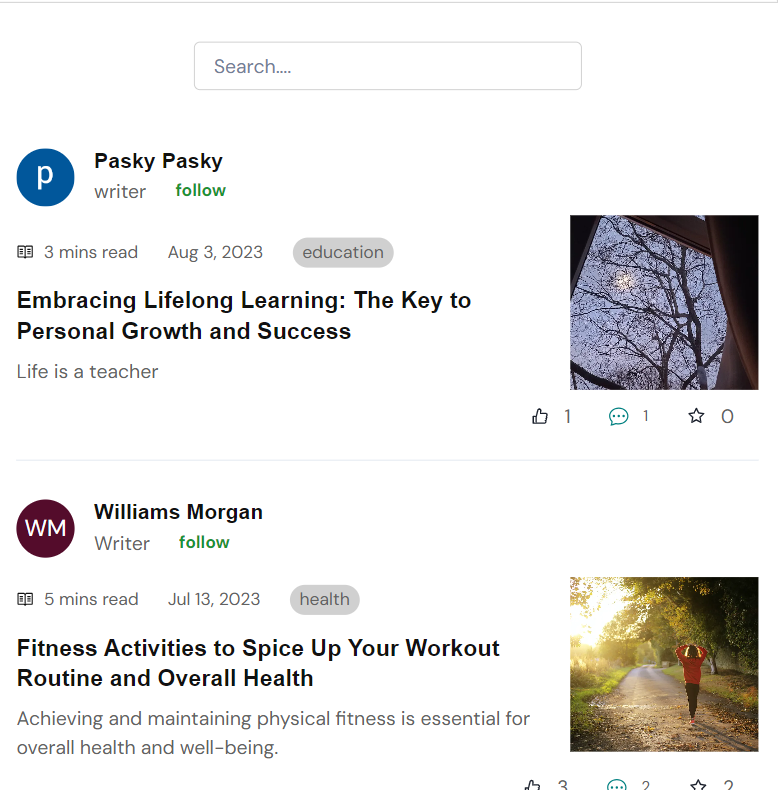 Search....
p
Pasky Pasky
writer follow
3 mins read Aug 3, 2023 education
Embracing Lifelong Learning: The Key to
Personal Growth and Success
Life is a teacher
1 1 0
WM
Williams Morgan
Writer follow
5 mins read Jul 13, 2023 health
Fitness Activities to Spice Up Your Workout
Routine and Overall Health
Achieving and maintaining physical fitness is essential for
overall health and well-being.
3 2 2